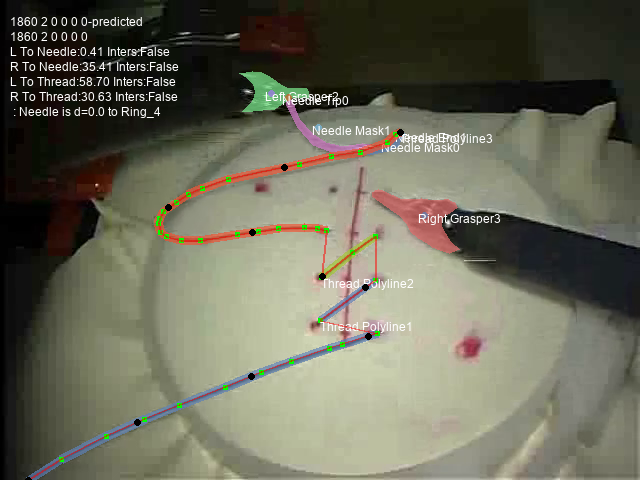 1860 2 0 0 0 0-predicted
1860 2 0 0 0 0
L To Needle:0.41 Inters:False
R To Needle:35.41 Inters:False
L To Thread:58.70 Inters:False
R To Thread:30.63 Inters:False
: Needle is d=0.0 to Ring_4
Left Grasper2
Needle Tip0
Needle Mask1
Thread Polyline3
Needle Mask0
Right Grasper3
Thread Polyline2
Thread Polyline1